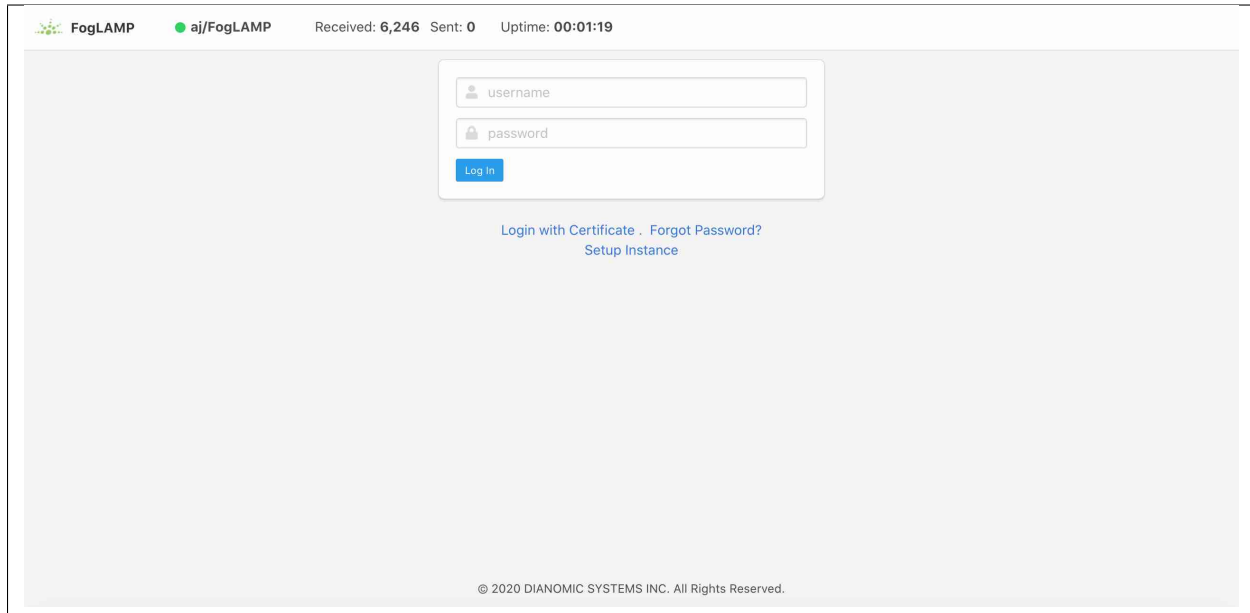 FogLAMP aj/FogLAMP Received: 6,246 Sent: 0 Uptime: 00:01:19
username
password
Log In
Login with Certificate . Forgot Password?
Setup Instance
© 2020 DIANOMIC SYSTEMS INC. All Rights Reserved.